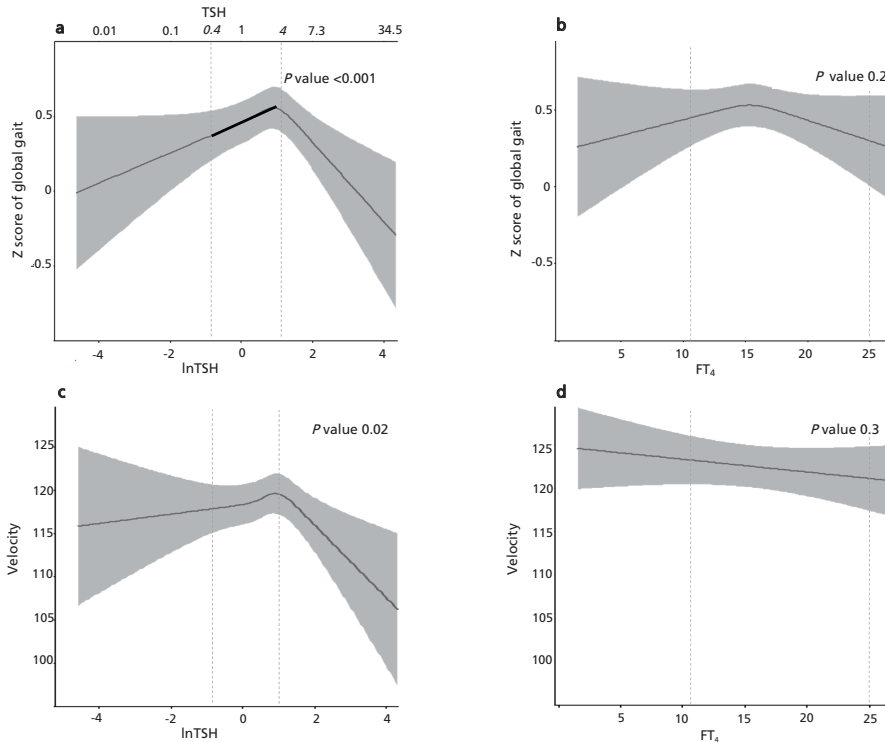 TSH
a
0.01 0.1 0.4 1 4 7.3 34.5
P value <0.001
0.5
0
-0.5
Z score of global gait
-4 -2 0 2 4
lnTSH
b
P value 0.2
0.5
0
-0.5
Z score of global gait
5 10 15 20 25
FT4
c
P value 0.02
125
120
115
110
105
100
Velocity
-4 -2 0 2 4
lnTSH
d
P value 0.3
125
120
115
110
105
100
Velocity
5 10 15 20 25
FT4